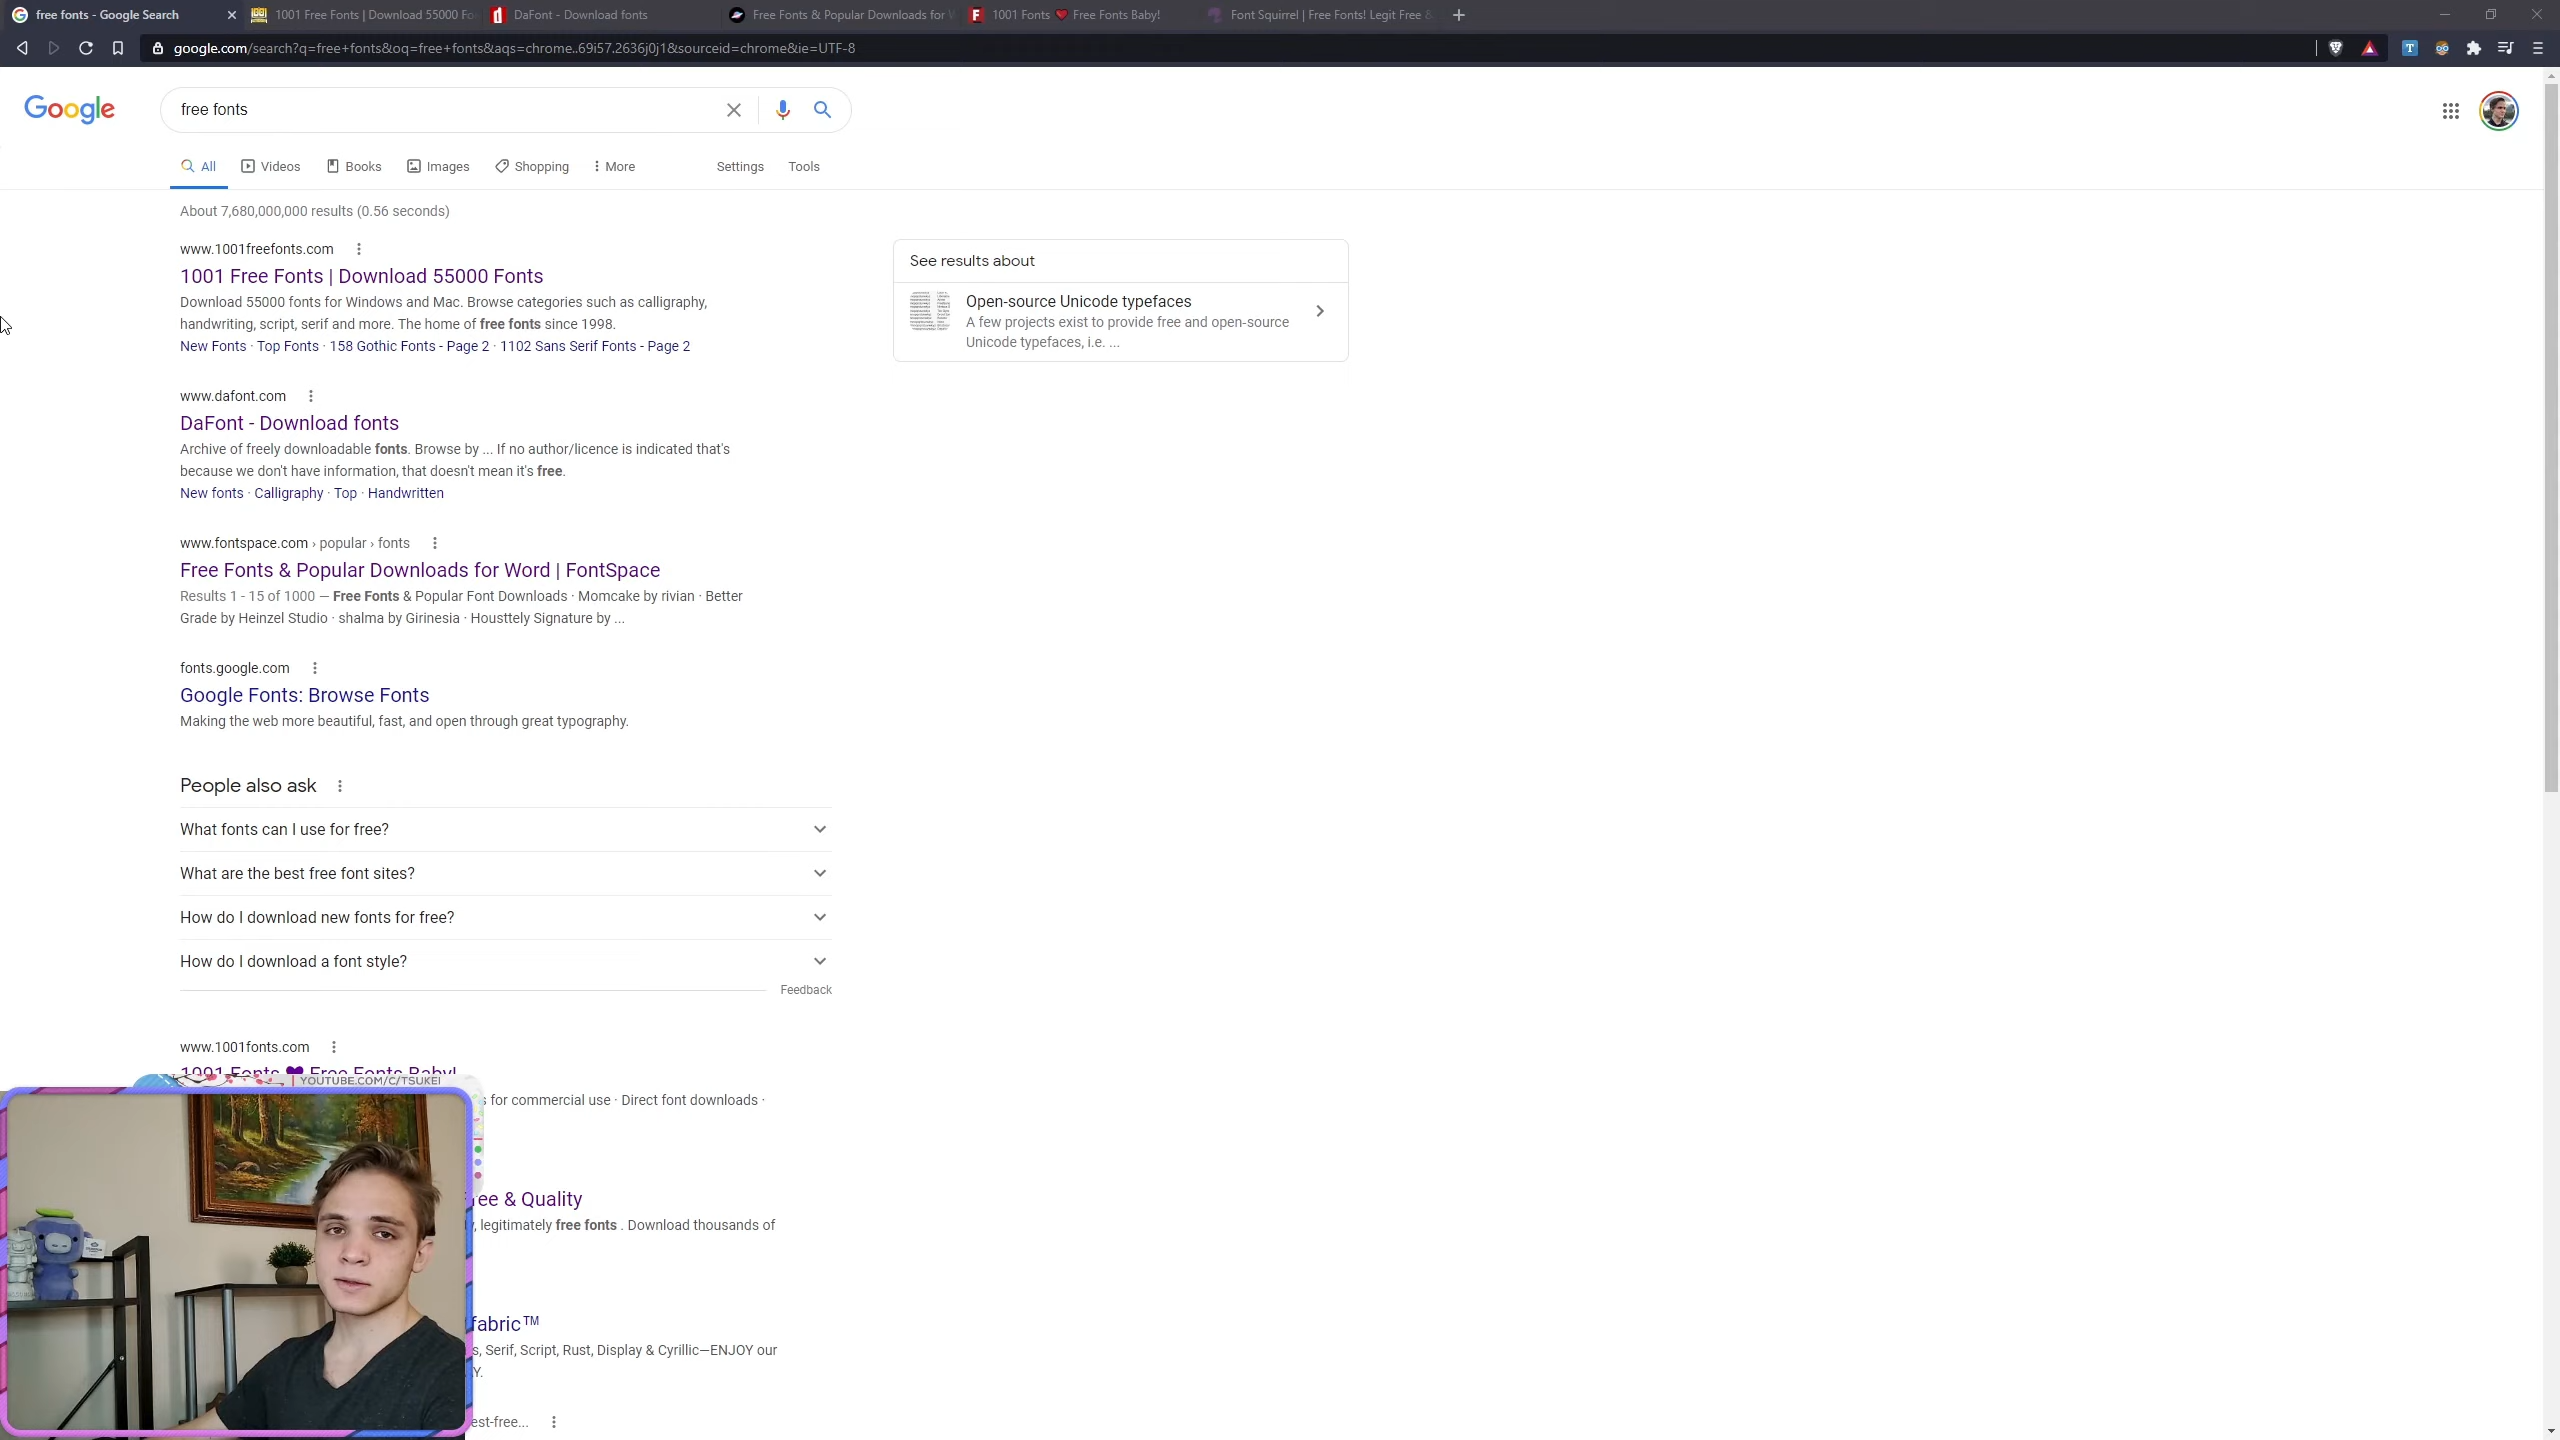 free fonts - Google Search
1001 Free Fonts | Download 55000 Fo
DaFont - Download fonts
Free Fonts & Popular Downloads for W
1001 Fonts ❤ Free Fonts Baby!
Font Squirrel | Free Fonts! Legit Free &
google.com/search?q=free+fonts&oq=free+fonts&aqs=chrome..69i57.2636j0j1&sourceid=chrome&ie=UTF-8
Google
free fonts
All
Videos
Books
Images
Shopping
More
Settings
Tools
About 7,680,000,000 results (0.56 seconds)
www.1001freefonts.com
1001 Free Fonts | Download 55000 Fonts
Download 55000 fonts for Windows and Mac. Browse categories such as calligraphy,
handwriting, script, serif and more. The home of free fonts since 1998.
New Fonts · Top Fonts · 158 Gothic Fonts - Page 2 · 1102 Sans Serif Fonts - Page 2
See results about
Open-source Unicode typefaces
A few projects exist to provide free and open-source
Unicode typefaces, i.e. ...
www.dafont.com
DaFont - Download fonts
Archive of freely downloadable fonts. Browse by ... If no author/licence is indicated that's
because we don't have information, that doesn't mean it's free.
New fonts · Calligraphy · Top · Handwritten
www.fontspace.com › popular › fonts
Free Fonts & Popular Downloads for Word | FontSpace
Results 1 - 15 of 1000 — Free Fonts & Popular Font Downloads · Momcake by rivian · Better
Grade by Heinzel Studio · shalma by Girinesia · Housttely Signature by ...
fonts.google.com
Google Fonts: Browse Fonts
Making the web more beautiful, fast, and open through great typography.
People also ask
What fonts can I use for free?
What are the best free font sites?
How do I download new fonts for free?
How do I download a font style?
Feedback
www.1001fonts.com
1001 Fonts ❤ Free Fonts Baby!
YOUTUBE.COM/C/TSUKEI
s for commercial use · Direct font downloads ·
ree & Quality
, legitimately free fonts . Download thousands of
fabric™
s, Serif, Script, Rust, Display & Cyrillic—ENJOY our
Y.
est-free...